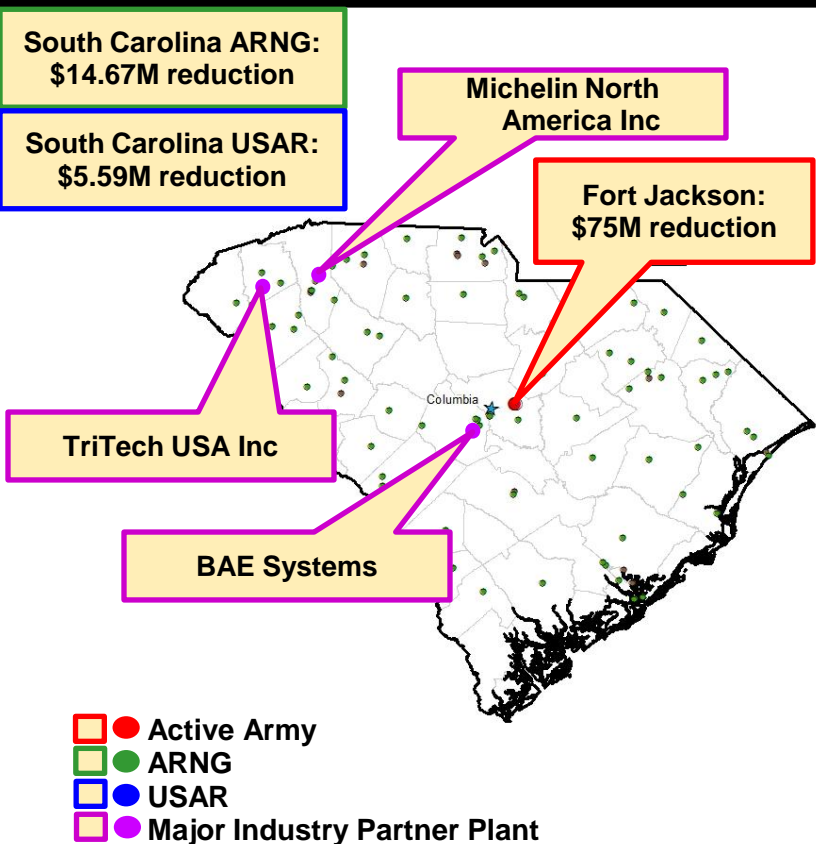 South Carolina ARNG:
$14.67M reduction
South Carolina USAR:
$5.59M reduction
Michelin North
America Inc
Fort Jackson:
$75M reduction
Columbia
TriTech USA Inc
BAE Systems
Active Army
ARNG
USAR
Major Industry Partner Plant